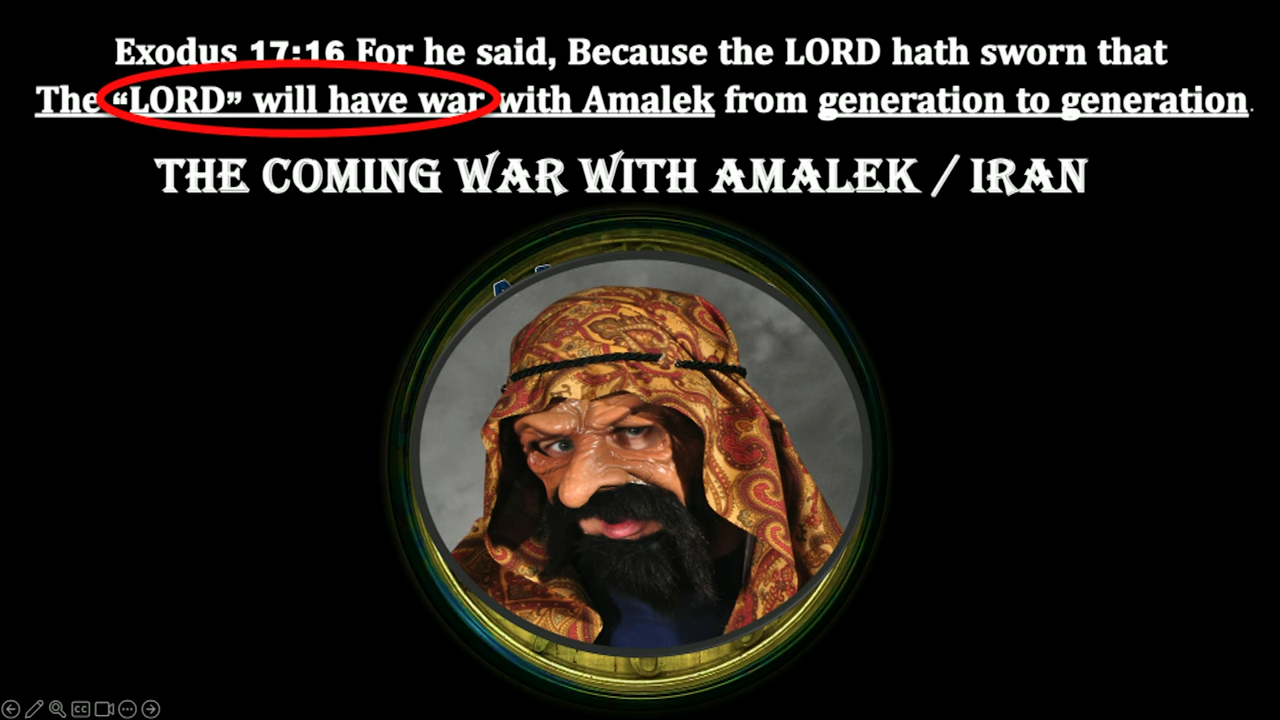 Exodus 17:16 For he said, Because the LORD hath sworn that
The “LORD” will have war with Amalek from generation to generation.
THE COMING WAR WITH AMALEK / IRAN
CC